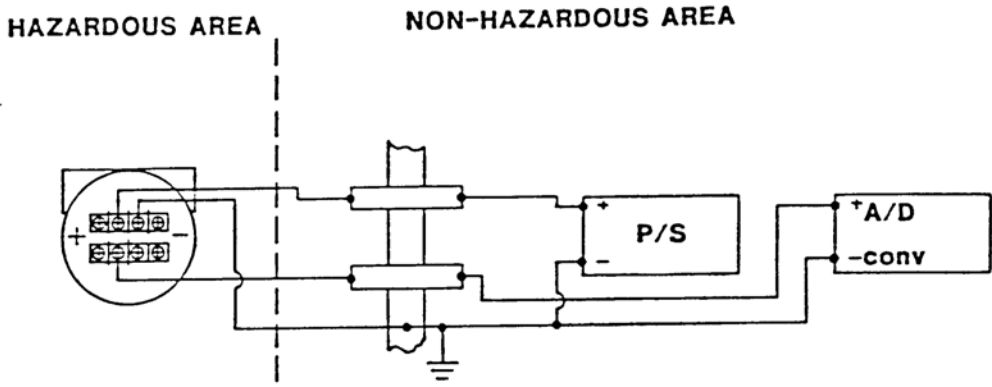 HAZARDOUS AREA
NON-HAZARDOUS AREA
+ -
+
P/S
-
+A/D
-conv